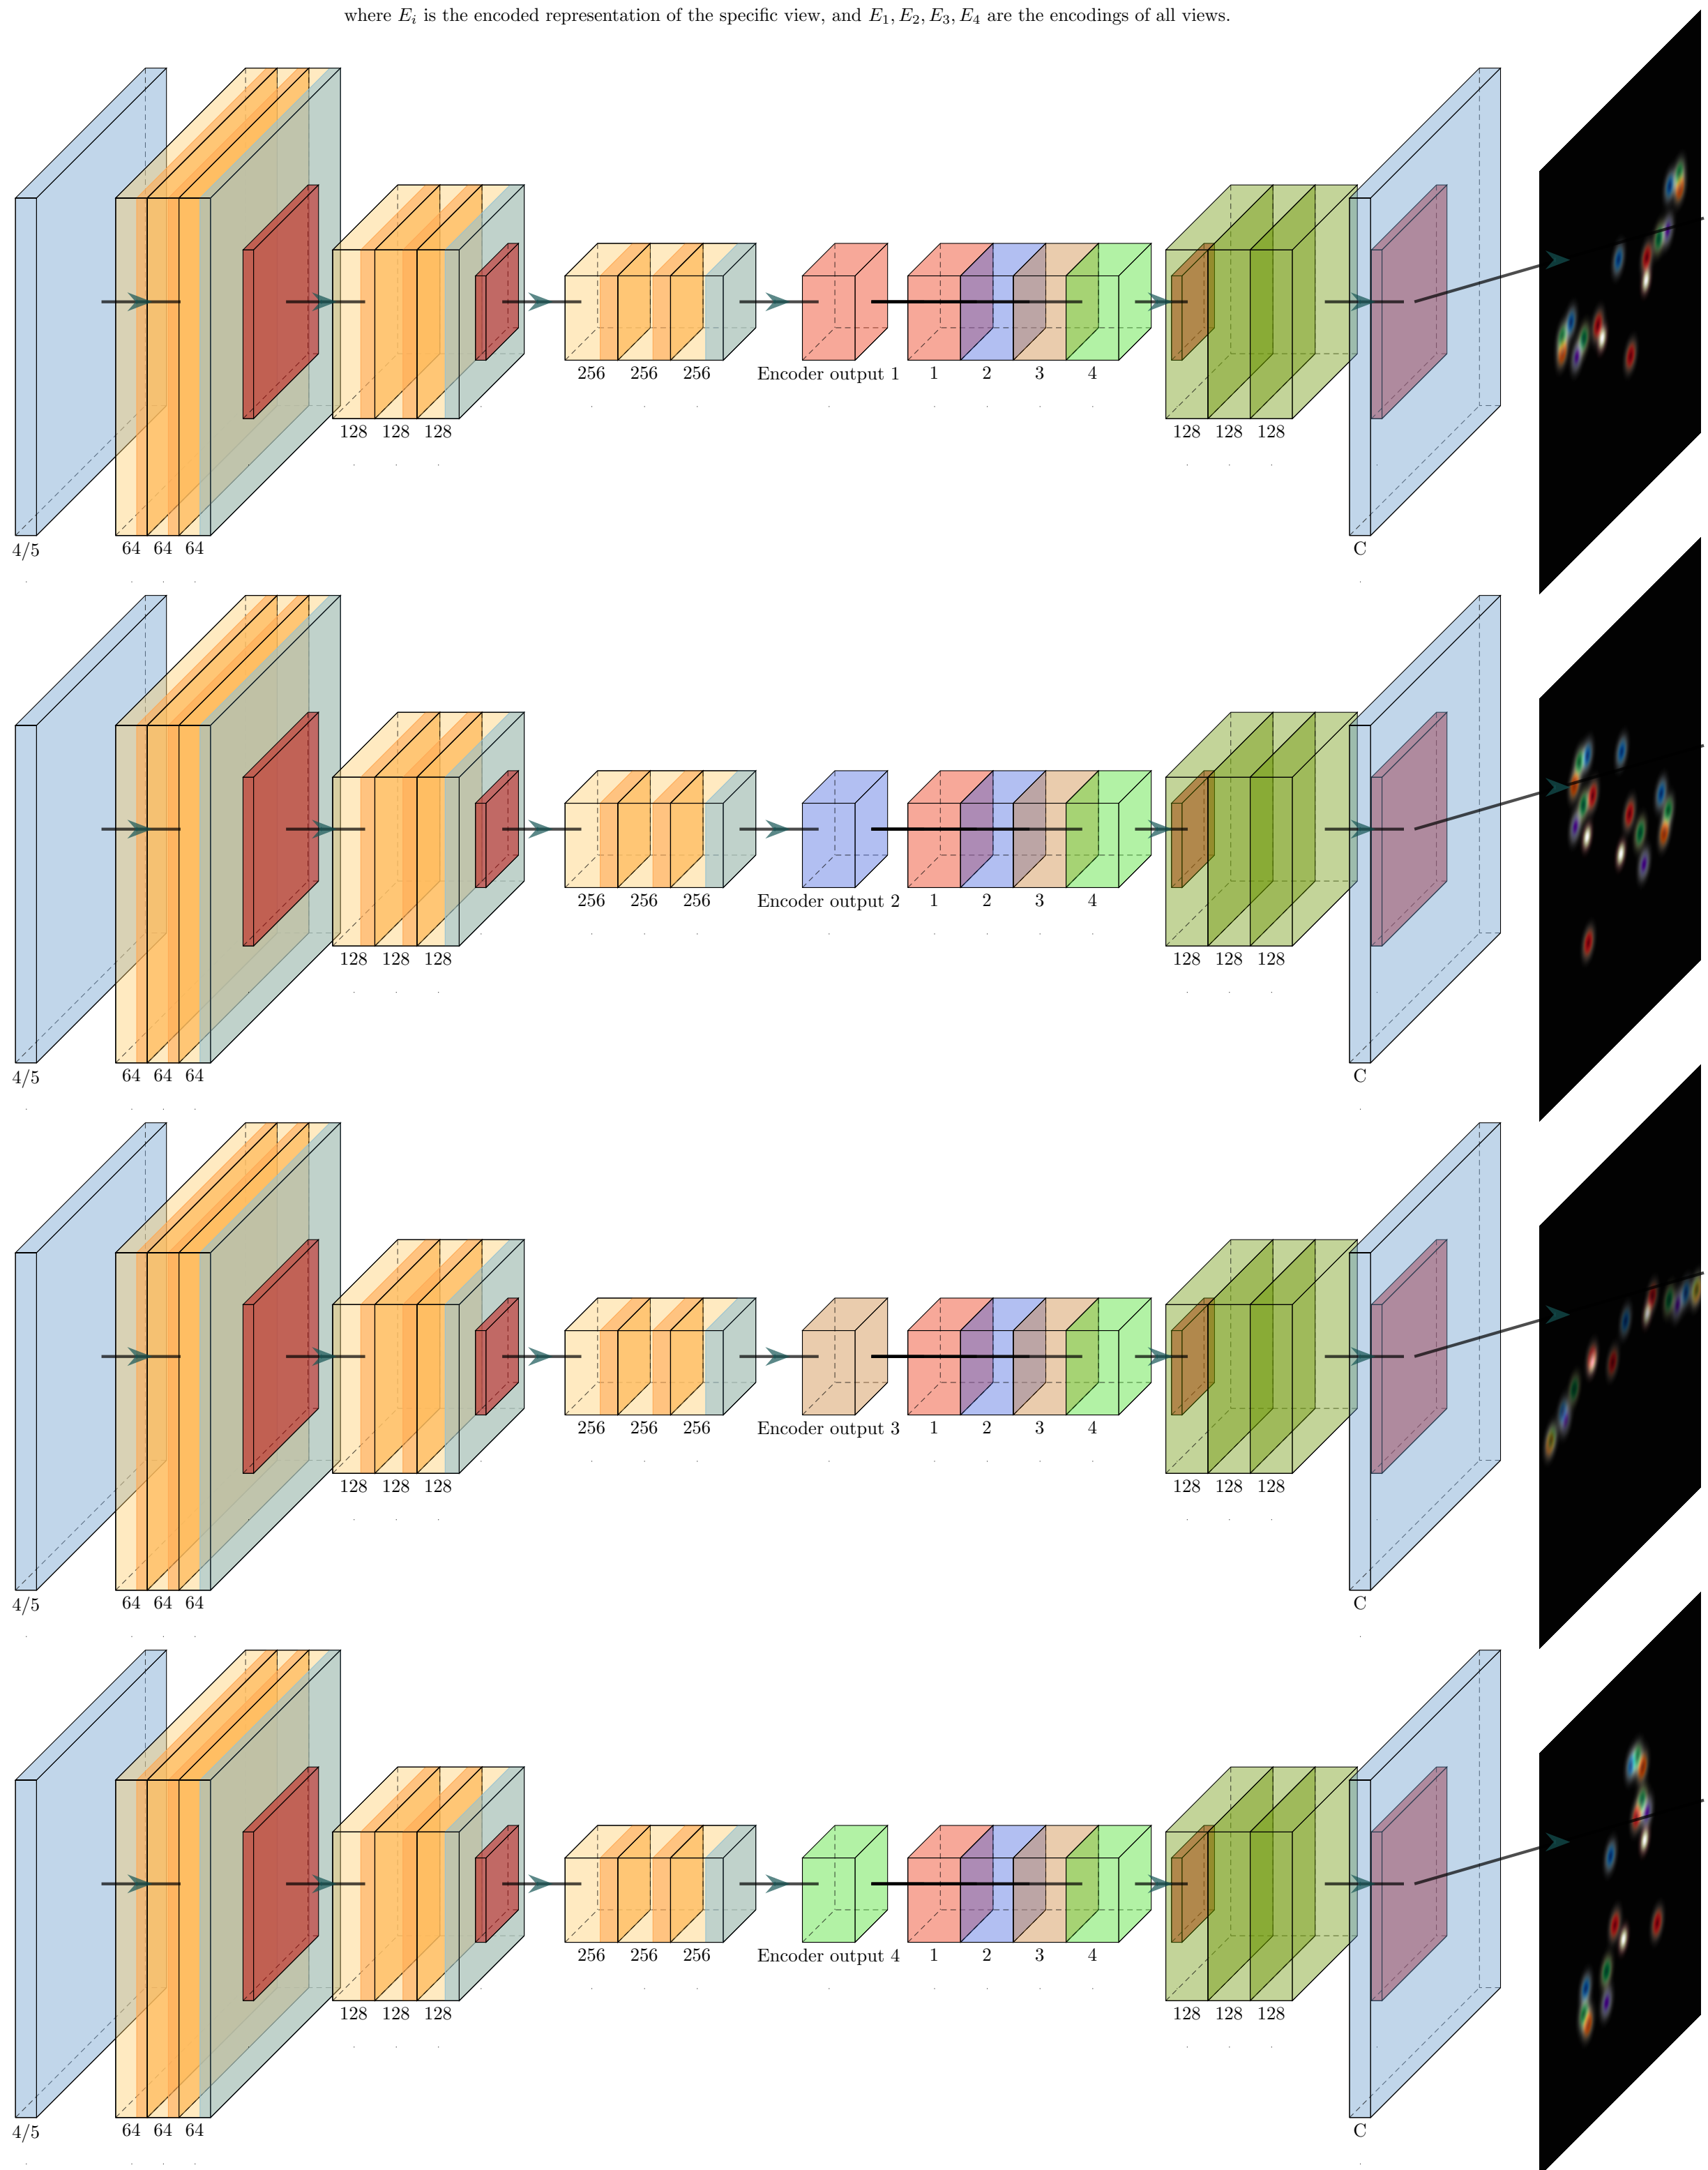 where E_i is the encoded representation of the specific view, and E_1, E_2, E_3, E_4 are the encodings of all views.
256 256 256 Encoder output 1 1 2 3 4
128 128 128 128 128 128
4/5 64 64 64 C
256 256 256 Encoder output 2 1 2 3 4
128 128 128 128 128 128
4/5 64 64 64 C
256 256 256 Encoder output 3 1 2 3 4
128 128 128 128 128 128
4/5 64 64 64 C
256 256 256 Encoder output 4 1 2 3 4
128 128 128 128 128 128
4/5 64 64 64 C